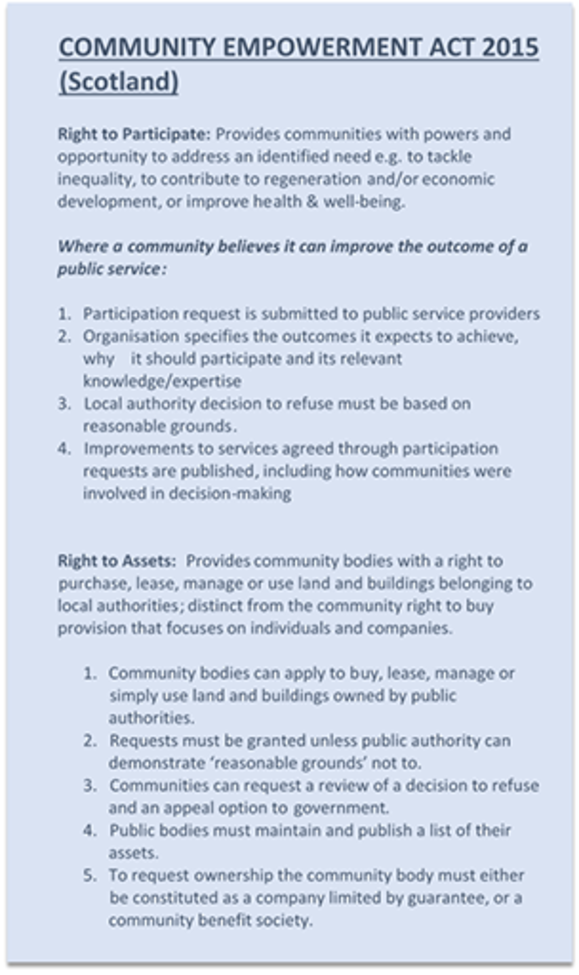 COMMUNITY EMPOWERMENT ACT 2015
(Scotland)
Right to Participate: Provides communities with powers and
opportunity to address an identified need e.g. to tackle
inequality, to contribute to regeneration and/or economic
development, or improve health & well-being.
Where a community believes it can improve the outcome of a
public service:
1. Participation request is submitted to public service providers
2. Organisation specifies the outcomes it expects to achieve,
why it should participate and its relevant
knowledge/expertise
3. Local authority decision to refuse must be based on
reasonable grounds.
4. Improvements to services agreed through participation
requests are published, including how communities were
involved in decision-making
Right to Assets: Provides community bodies with a right to
purchase, lease, manage or use land and buildings belonging to
local authorities; distinct from the community right to buy
provision that focuses on individuals and companies.
1. Community bodies can apply to buy, lease, manage or
simply use land and buildings owned by public
authorities.
2. Requests must be granted unless public authority can
demonstrate ‘reasonable grounds’ not to.
3. Communities can request a review of a decision to refuse
and an appeal option to government.
4. Public bodies must maintain and publish a list of their
assets.
5. To request ownership the community body must either
be constituted as a company limited by guarantee, or a
community benefit society.